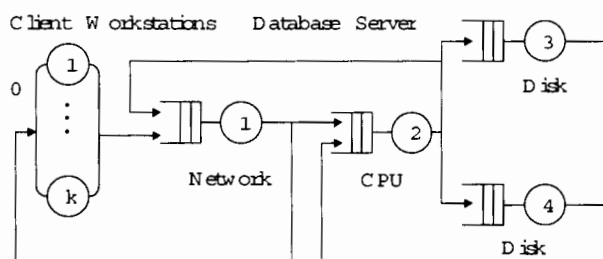 Client Workstations Database Server
0
1
k
1
Network
2
CPU
3
Disk
4
Disk